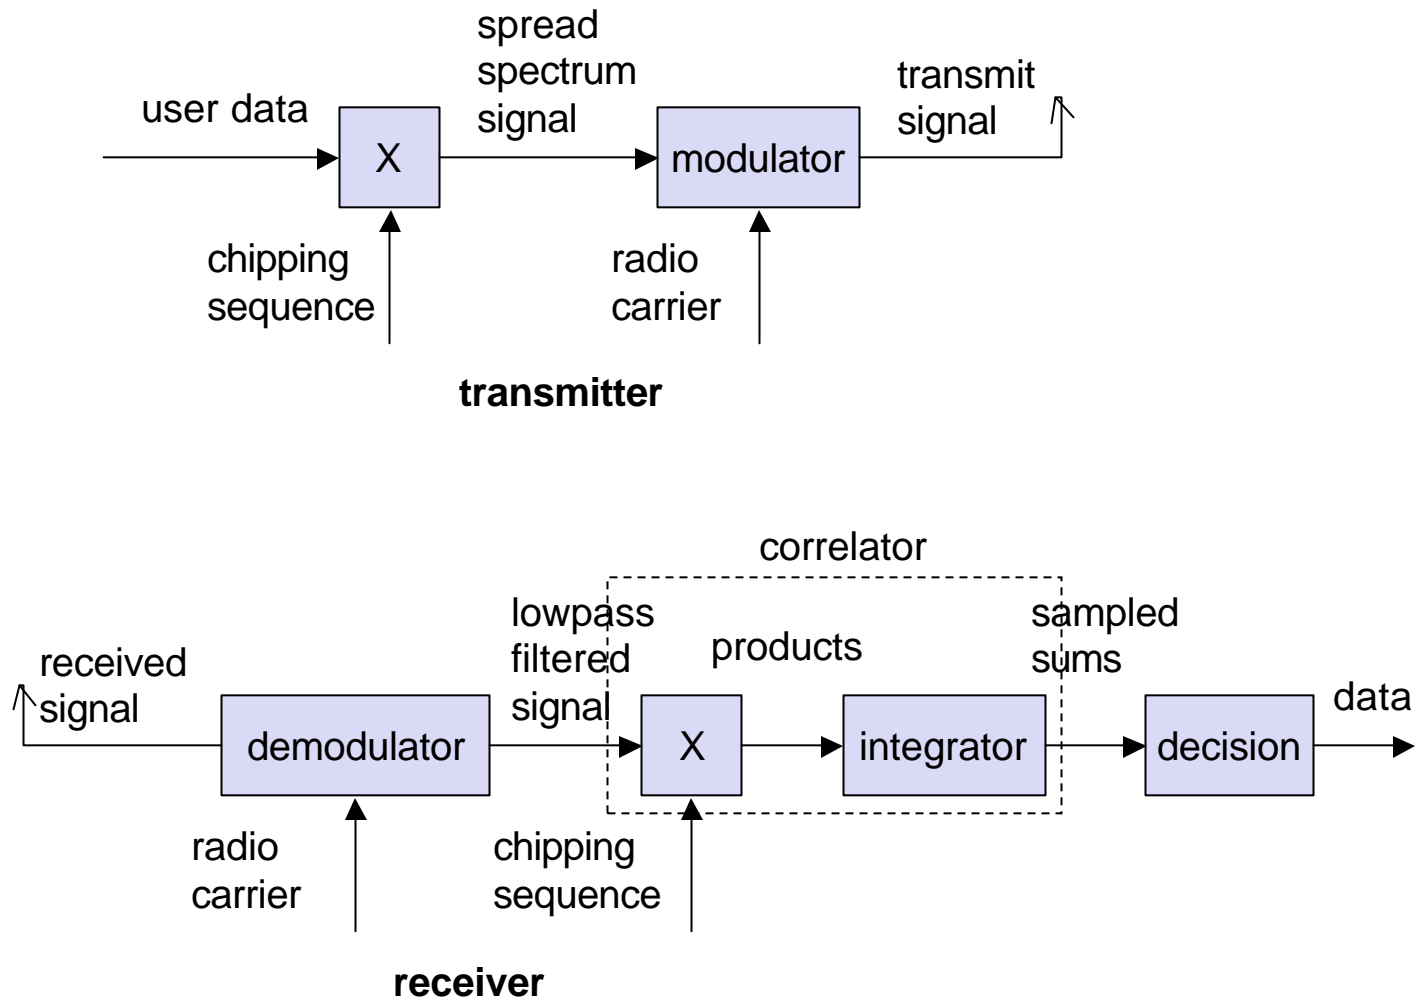 spread
spectrum
signal
user data
transmit
signal
X
modulator
chipping
sequence
radio
carrier
transmitter
correlator
lowpass
filtered
signal
products
sampled
sums
received
signal
demodulator
X
integrator
decision
data
radio
carrier
chipping
sequence
receiver